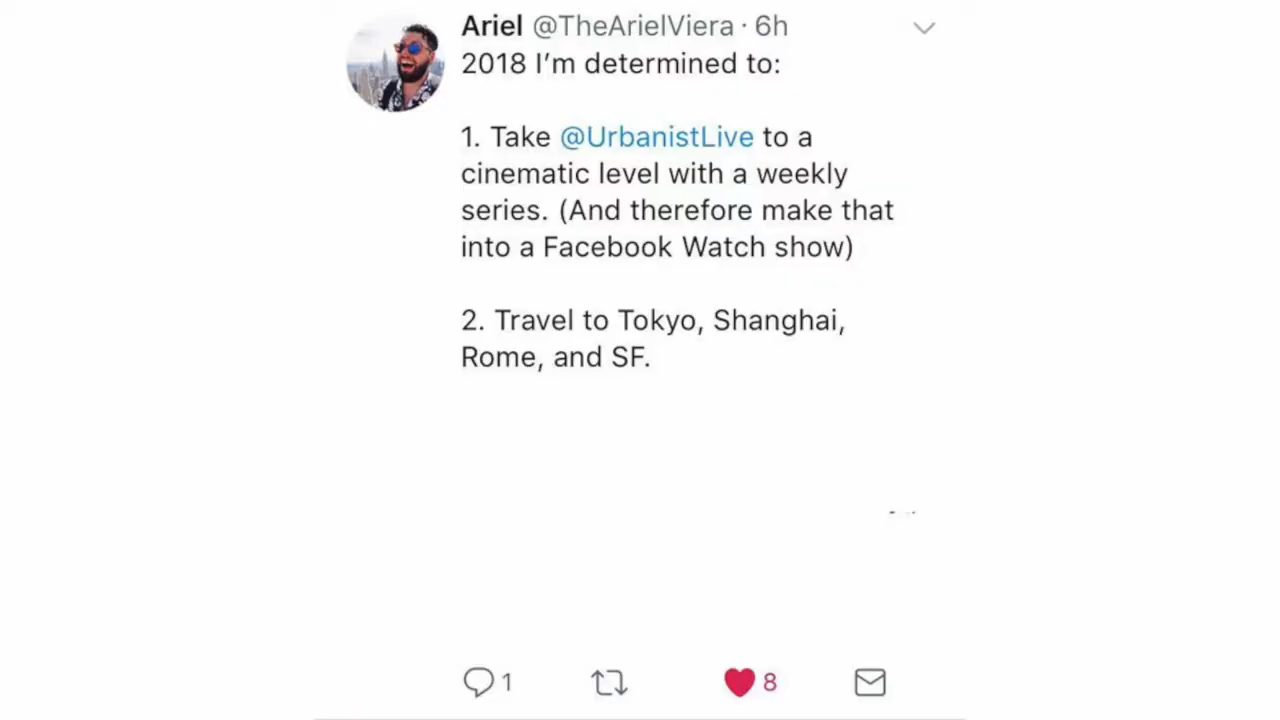 Ariel @TheArielViera · 6h
2018 I’m determined to:
1. Take @UrbanistLive to a
cinematic level with a weekly
series. (And therefore make that
into a Facebook Watch show)
2. Travel to Tokyo, Shanghai,
Rome, and SF.
1
8